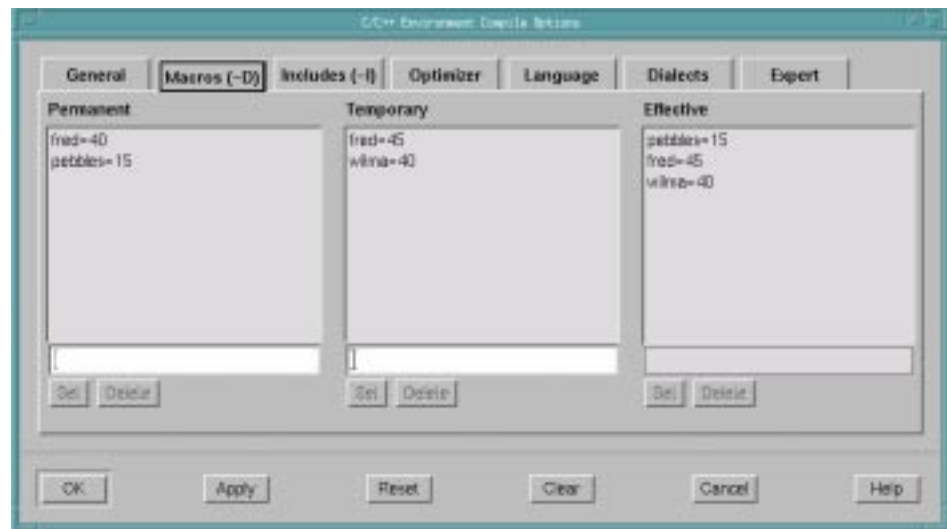 C/C++ Environment Compile Options
General Macros (-D) Includes (-I) Optimizer Language Dialects Expert
Permanent Temporary Effective
fred=40 fred=45 pebbles=15
pebbles=15 wilma=40 fred=45
wilma=40
Set Delete Set Delete Set Delete
OK Apply Reset Clear Cancel Help